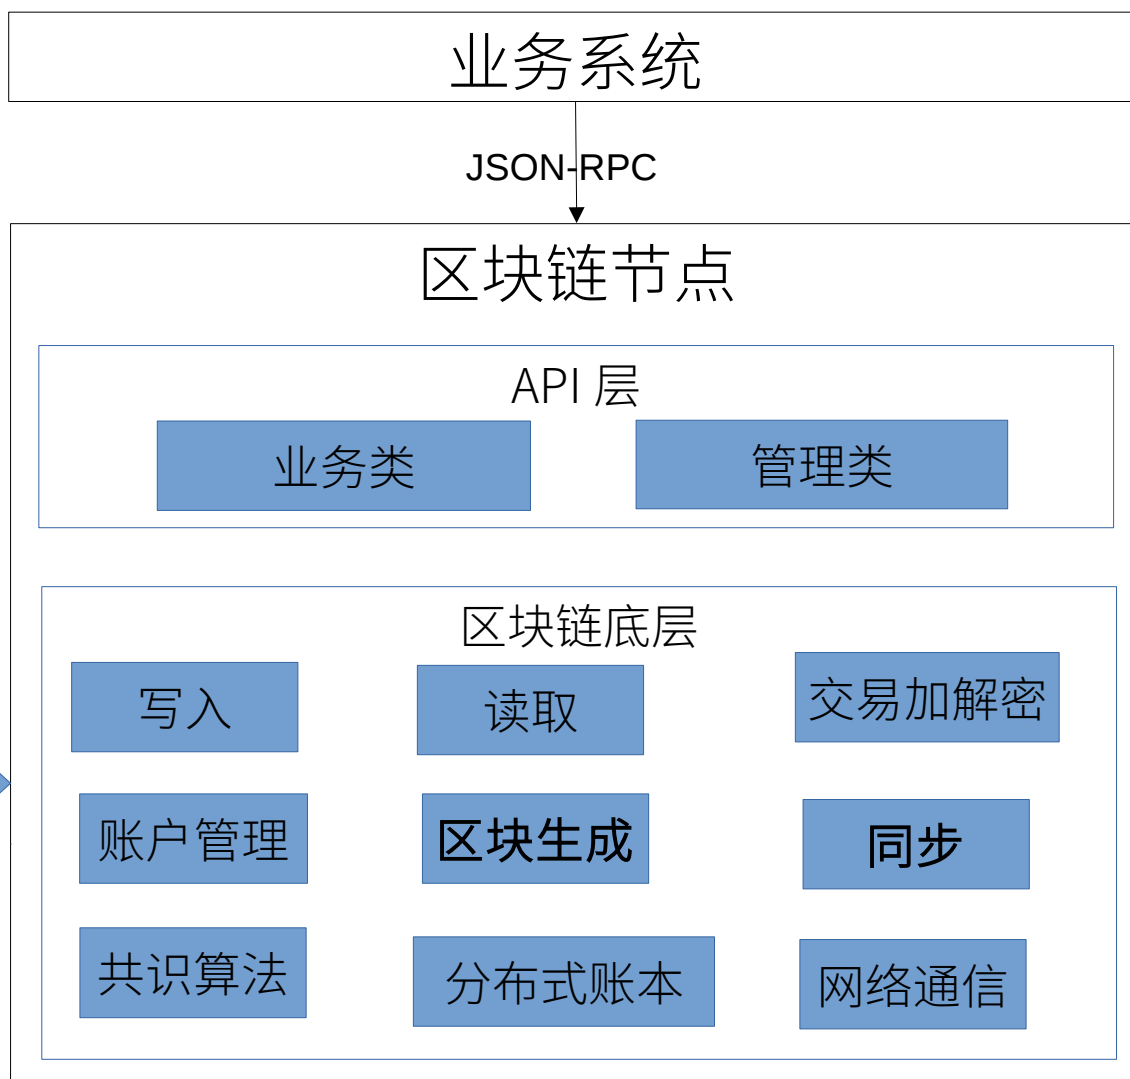 业务系统
JSON-RPC
区块链节点
API 层
业务类
管理类
区块链底层
写入
读取
交易加解密
账户管理
区块生成
同步
共识算法
分布式账本
网络通信